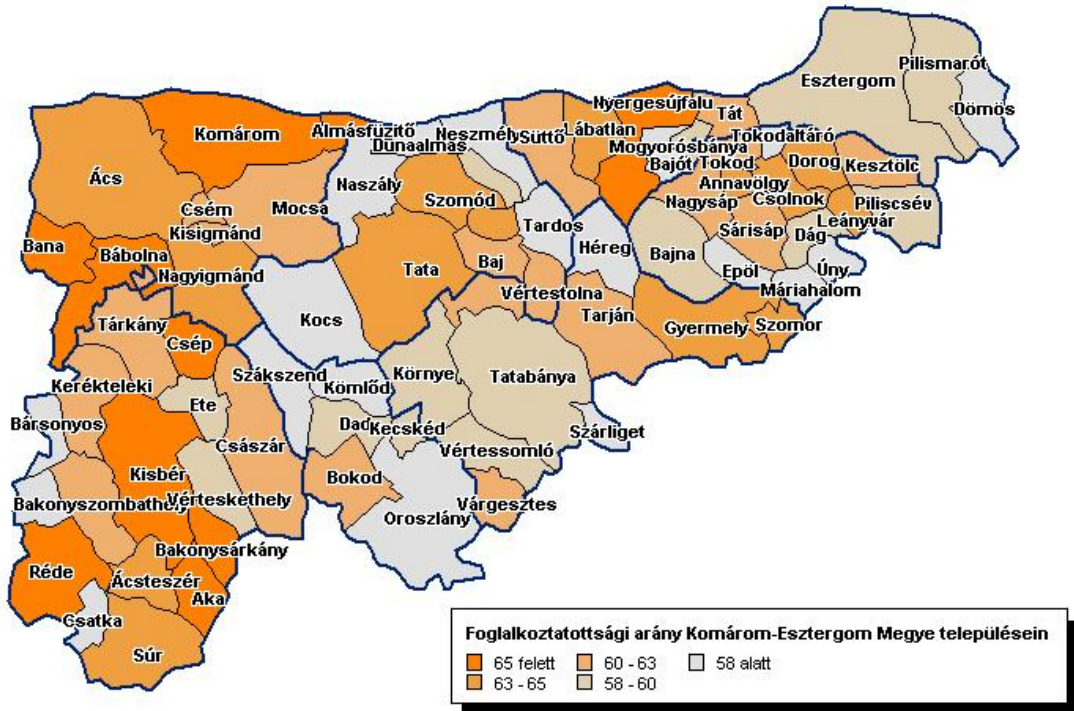 Pilismarót
Esztergom
Dömös
Nyergesújfalu
Tát
Komárom
Almásfüzitő
Neszmély
Süttő
Lábatlan
Dunaalmás
Mogyorósbánya
Tokodaltáró
Bajót
Tokod
Dorog
Kesztölc
Ács
Naszály
Annavölgy
Csém
Mocsa
Szomód
Nagysáp
Csolnok
Piliscsév
Kisigmánd
Tardos
Sárisáp
Leányvár
Bana
Bábolna
Héreg
Bajna
Dág
Nagyigmánd
Tata
Baj
Epöl
Úny
Máriahalom
Vértestolna
Kocs
Tárkány
Tarján
Gyermely
Szomor
Csép
Kerékteleki
Szákszend
Környe
Tatabánya
Kömlőd
Ete
Bársonyos
Dad
Kecskéd
Szárliget
Császár
Vértessomló
Kisbér
Bokod
Bakonyszombathely
Vérteskethely
Várgesztes
Oroszlány
Bakonysárkány
Réde
Ácsteszér
Aka
Csatka
Súr
Foglalkoztatottsági arány Komárom-Esztergom Megye településein
65 felett
60 - 63
58 alatt
63 - 65
58 - 60